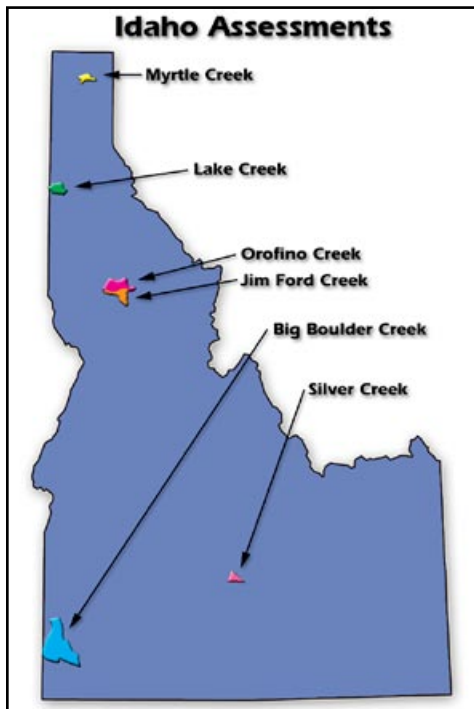 Idaho Assessments
Myrtle Creek
Lake Creek
Orofino Creek
Jim Ford Creek
Big Boulder Creek
Silver Creek